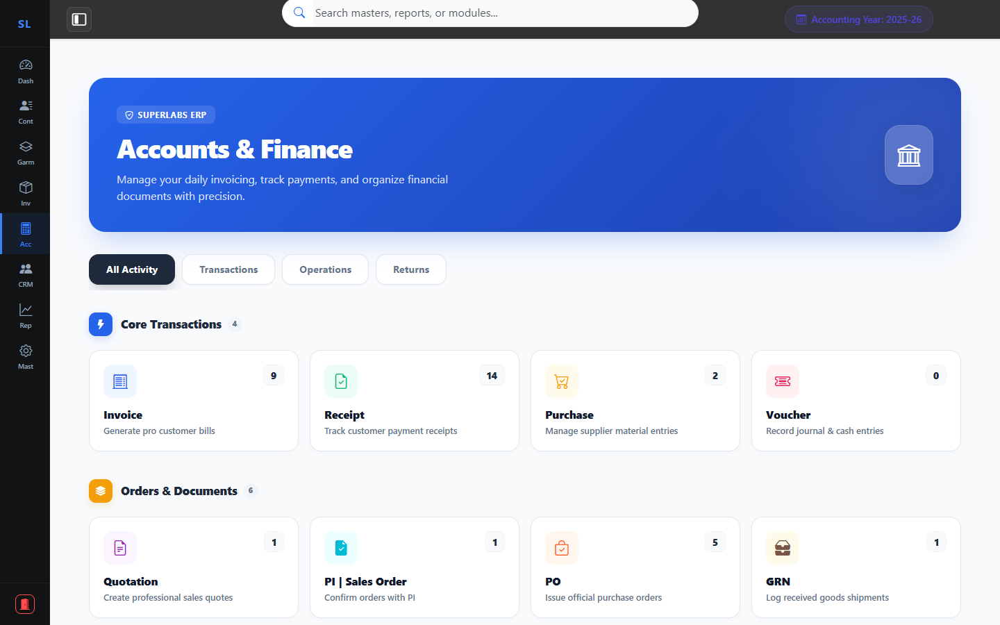 SL
Search masters, reports, or modules...
Accounting Year: 2025-26
Dash
Cont
Garm
Inv
Acc
CRM
Rep
Mast
SUPERLABS ERP
Accounts & Finance
Manage your daily invoicing, track payments, and organize financial
documents with precision.
All Activity
Transactions
Operations
Returns
Core Transactions 4
9
Invoice
Generate pro customer bills
14
Receipt
Track customer payment receipts
2
Purchase
Manage supplier material entries
0
Voucher
Record journal & cash entries
Orders & Documents 6
1
Quotation
Create professional sales quotes
1
PI | Sales Order
Confirm orders with PI
5
PO
Issue official purchase orders
1
GRN
Log received goods shipments